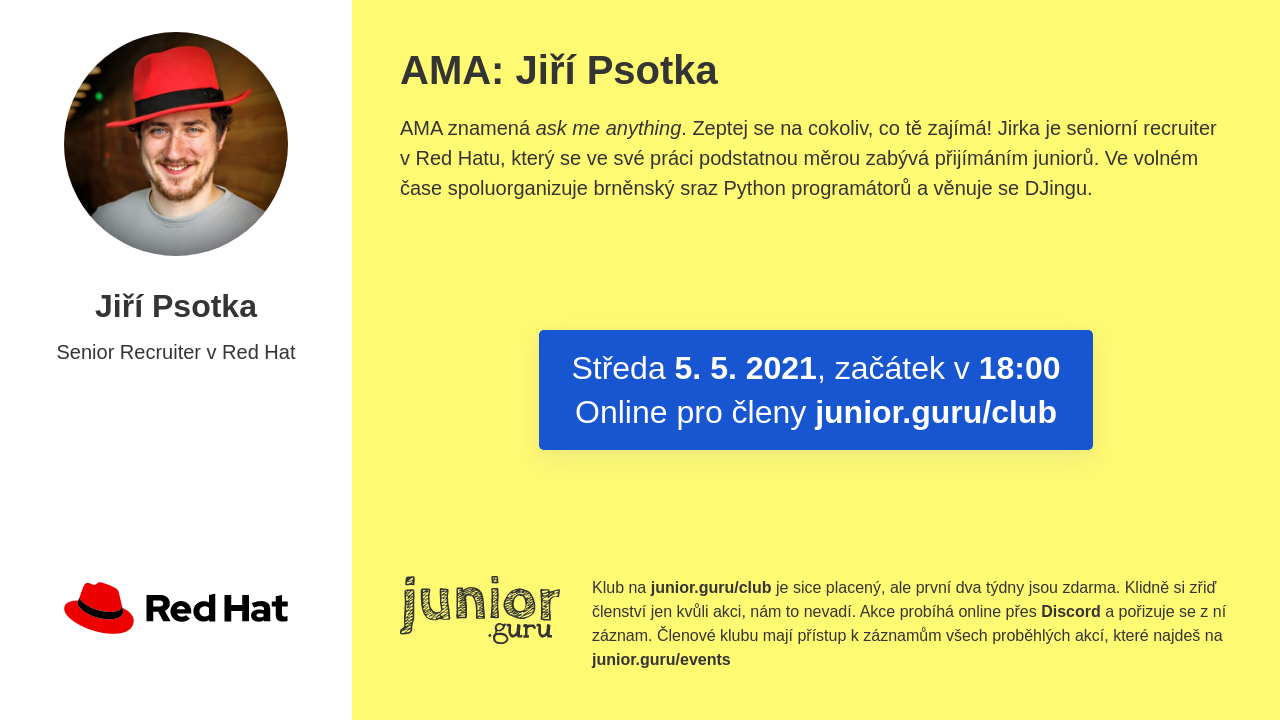 Jiří Psotka
Senior Recruiter v Red Hat
Red Hat
AMA: Jiří Psotka
AMA znamená ask me anything. Zeptej se na cokoliv, co tě zajímá! Jirka je seniorní recruiter
v Red Hatu, který se ve své práci podstatnou měrou zabývá přijímáním juniorů. Ve volném
čase spoluorganizuje brněnský sraz Python programátorů a věnuje se DJingu.
Středa 5. 5. 2021, začátek v 18:00
Online pro členy junior.guru/club
junior
.guru
Klub na junior.guru/club je sice placený, ale první dva týdny jsou zdarma. Klidně si zřiď
členství jen kvůli akci, nám to nevadí. Akce probíhá online přes Discord a pořizuje se z ní
záznam. Členové klubu mají přístup k záznamům všech proběhlých akcí, které najdeš na
junior.guru/events